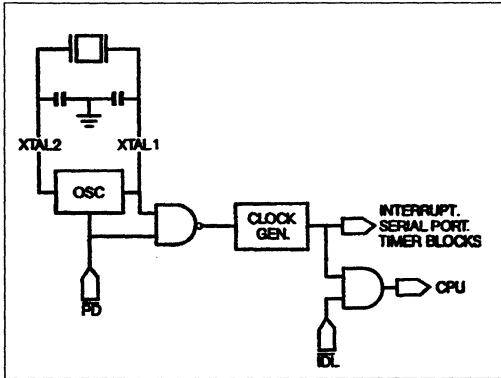 XTAL2 XTAL1
OSC
CLOCK
GEN.
INTERRUPT.
SERIAL PORT.
TIMER BLOCKS
CPU
PD
IDL